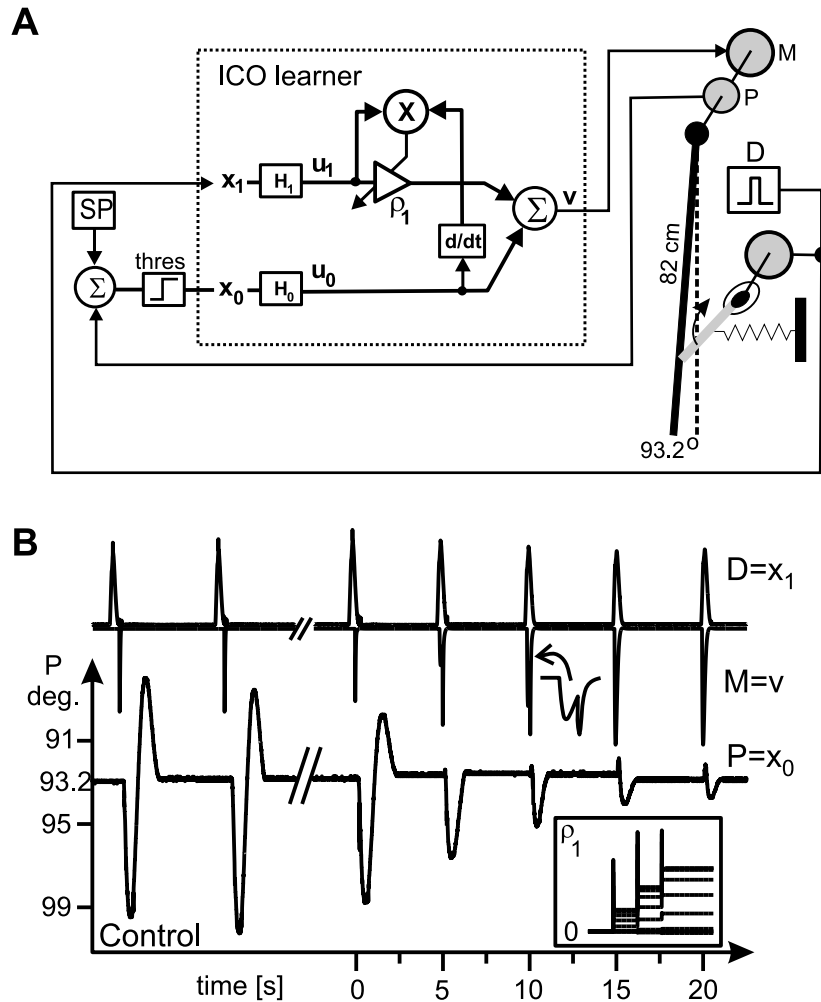 A
ICO learner
M
P
X
D
x₁
H₁
u₁
ρ₁
Σ
v
SP
82 cm
d/dt
thres
Σ
x₀
H₀
u₀
93.2°
B
D=x₁
P
deg.
M=v
91
P=x₀
93.2
95
ρ₁
99
0
Control
time [s]
0
5
10
15
20